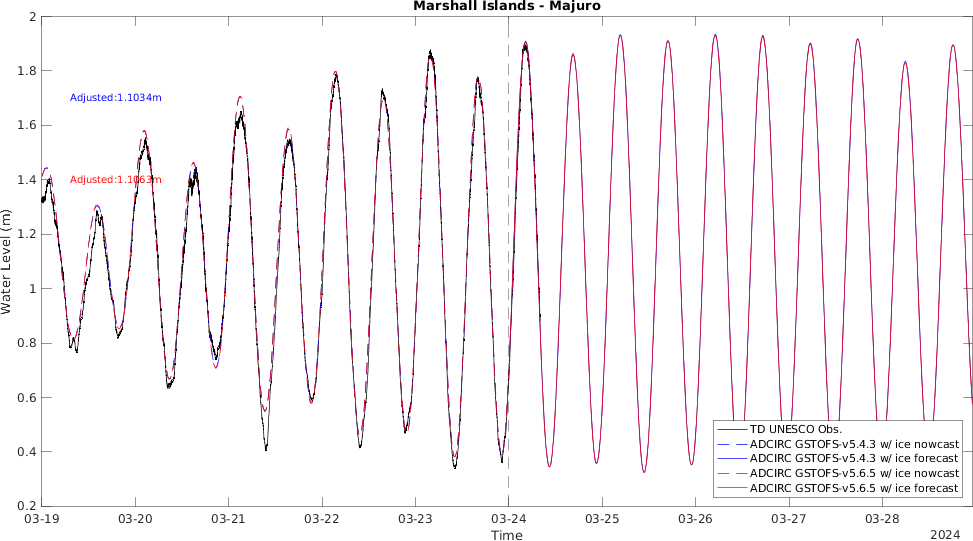 Marshall Islands - Majuro
2
1.8
Adjusted:1.1034m
1.6
1.4
Adjusted:1.1063m
1.2
Water Level (m)
1
0.8
0.6
0.4
0.2
TD UNESCO Obs.
ADCIRC GSTOFS-v5.4.3 w/ ice nowcast
ADCIRC GSTOFS-v5.4.3 w/ ice forecast
ADCIRC GSTOFS-v5.6.5 w/ ice nowcast
ADCIRC GSTOFS-v5.6.5 w/ ice forecast
03-19 03-20 03-21 03-22 03-23 03-24 03-25 03-26 03-27 03-28
Time
2024